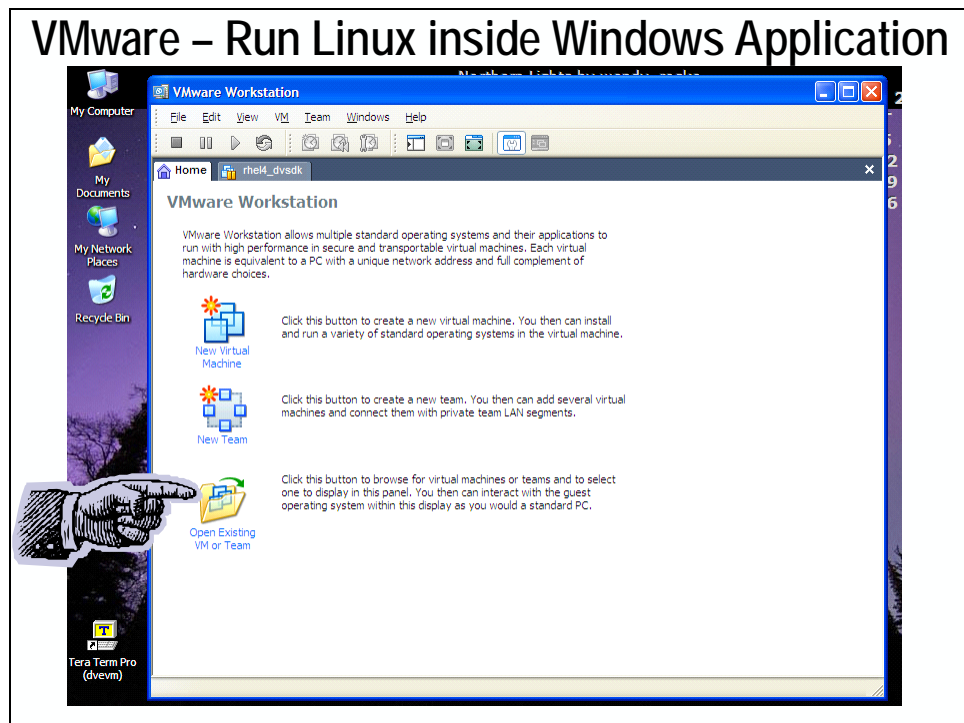 VMware – Run Linux inside Windows Application
My Computer
My
Documents
My Network
Places
Recycle Bin
Tera Term Pro
(dvevm)
VMware Workstation
File Edit View VM Team Windows Help
Home rhel4_dvsdk
VMware Workstation
VMware Workstation allows multiple standard operating systems and their applications to
run with high performance in secure and transportable virtual machines. Each virtual
machine is equivalent to a PC with a unique network address and full complement of
hardware choices.
New Virtual
Machine
Click this button to create a new virtual machine. You then can install
and run a variety of standard operating systems in the virtual machine.
New Team
Click this button to create a new team. You then can add several virtual
machines and connect them with private team LAN segments.
Open Existing
VM or Team
Click this button to browse for virtual machines or teams and to select
one to display in this panel. You then can interact with the guest
operating system within this display as you would a standard PC.